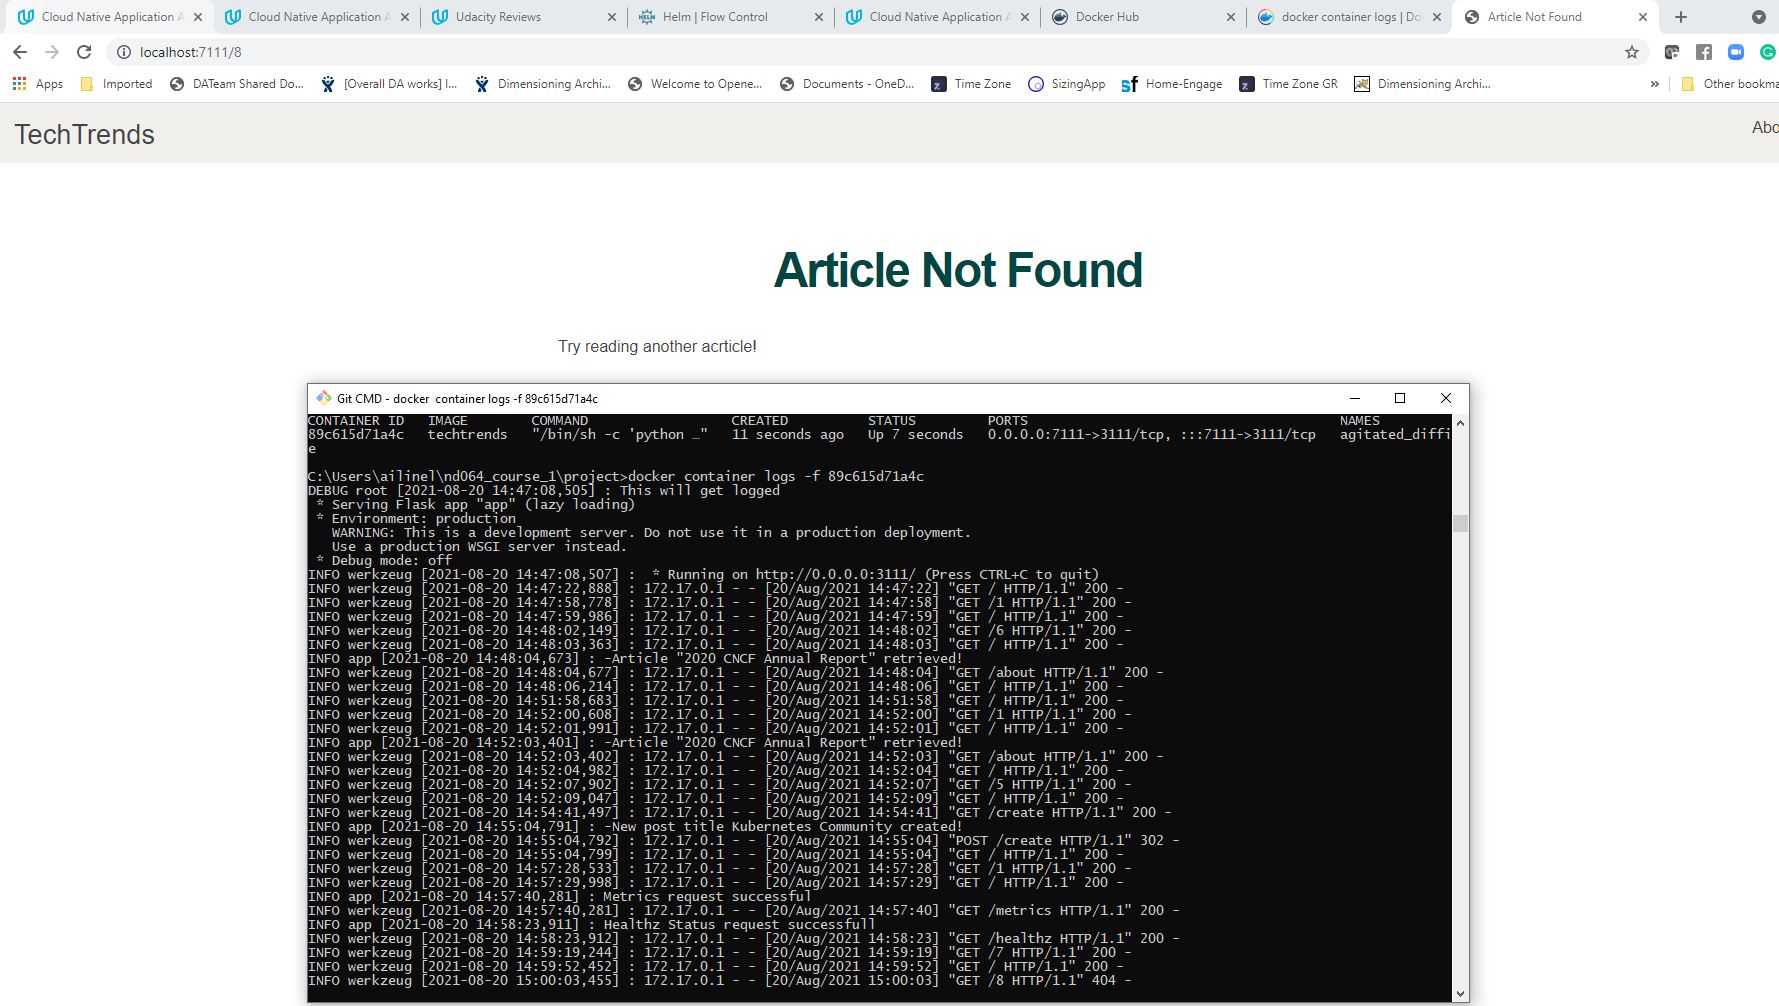 Cloud Native Application A
Cloud Native Application A
Udacity Reviews
Helm | Flow Control
Cloud Native Application A
Docker Hub
docker container logs | Do
Article Not Found
localhost:7111/8
Apps
Imported
DATeam Shared Do...
[Overall DA works] I...
Dimensioning Archi...
Welcome to Opene...
Documents - OneD...
Time Zone
SizingApp
Home-Engage
Time Zone GR
Dimensioning Archi...
»
Other bookma
TechTrends
Abo
Article Not Found
Try reading another acrticle!
Git CMD - docker  container logs -f 89c615d71a4c
CONTAINER ID   IMAGE        COMMAND                  CREATED          STATUS         PORTS                                       NAMES
89c615d71a4c   techtrends   "/bin/sh -c 'python …"   11 seconds ago   Up 7 seconds   0.0.0.0:7111->3111/tcp, :::7111->3111/tcp   agitated_diffi
e
C:\Users\ailinel\nd064_course_1\project>docker container logs -f 89c615d71a4c
DEBUG root [2021-08-20 14:47:08,505] : This will get logged
 * Serving Flask app "app" (lazy loading)
 * Environment: production
   WARNING: This is a development server. Do not use it in a production deployment.
   Use a production WSGI server instead.
 * Debug mode: off
INFO werkzeug [2021-08-20 14:47:08,507] :  * Running on http://0.0.0.0:3111/ (Press CTRL+C to quit)
INFO werkzeug [2021-08-20 14:47:22,888] : 172.17.0.1 - - [20/Aug/2021 14:47:22] "GET / HTTP/1.1" 200 -
INFO werkzeug [2021-08-20 14:47:58,778] : 172.17.0.1 - - [20/Aug/2021 14:47:58] "GET /1 HTTP/1.1" 200 -
INFO werkzeug [2021-08-20 14:47:59,986] : 172.17.0.1 - - [20/Aug/2021 14:47:59] "GET / HTTP/1.1" 200 -
INFO werkzeug [2021-08-20 14:48:02,149] : 172.17.0.1 - - [20/Aug/2021 14:48:02] "GET /6 HTTP/1.1" 200 -
INFO werkzeug [2021-08-20 14:48:03,363] : 172.17.0.1 - - [20/Aug/2021 14:48:03] "GET / HTTP/1.1" 200 -
INFO app [2021-08-20 14:48:04,673] : -Article "2020 CNCF Annual Report" retrieved!
INFO werkzeug [2021-08-20 14:48:04,677] : 172.17.0.1 - - [20/Aug/2021 14:48:04] "GET /about HTTP/1.1" 200 -
INFO werkzeug [2021-08-20 14:48:06,214] : 172.17.0.1 - - [20/Aug/2021 14:48:06] "GET / HTTP/1.1" 200 -
INFO werkzeug [2021-08-20 14:51:58,683] : 172.17.0.1 - - [20/Aug/2021 14:51:58] "GET / HTTP/1.1" 200 -
INFO werkzeug [2021-08-20 14:52:00,608] : 172.17.0.1 - - [20/Aug/2021 14:52:00] "GET /1 HTTP/1.1" 200 -
INFO werkzeug [2021-08-20 14:52:01,991] : 172.17.0.1 - - [20/Aug/2021 14:52:01] "GET / HTTP/1.1" 200 -
INFO app [2021-08-20 14:52:03,401] : -Article "2020 CNCF Annual Report" retrieved!
INFO werkzeug [2021-08-20 14:52:03,402] : 172.17.0.1 - - [20/Aug/2021 14:52:03] "GET /about HTTP/1.1" 200 -
INFO werkzeug [2021-08-20 14:52:04,982] : 172.17.0.1 - - [20/Aug/2021 14:52:04] "GET / HTTP/1.1" 200 -
INFO werkzeug [2021-08-20 14:52:07,902] : 172.17.0.1 - - [20/Aug/2021 14:52:07] "GET /5 HTTP/1.1" 200 -
INFO werkzeug [2021-08-20 14:52:09,047] : 172.17.0.1 - - [20/Aug/2021 14:52:09] "GET / HTTP/1.1" 200 -
INFO werkzeug [2021-08-20 14:54:41,497] : 172.17.0.1 - - [20/Aug/2021 14:54:41] "GET /create HTTP/1.1" 200 -
INFO app [2021-08-20 14:55:04,791] : -New post title Kubernetes Community created!
INFO werkzeug [2021-08-20 14:55:04,792] : 172.17.0.1 - - [20/Aug/2021 14:55:04] "POST /create HTTP/1.1" 302 -
INFO werkzeug [2021-08-20 14:55:04,799] : 172.17.0.1 - - [20/Aug/2021 14:55:04] "GET / HTTP/1.1" 200 -
INFO werkzeug [2021-08-20 14:57:28,533] : 172.17.0.1 - - [20/Aug/2021 14:57:28] "GET /1 HTTP/1.1" 200 -
INFO werkzeug [2021-08-20 14:57:29,998] : 172.17.0.1 - - [20/Aug/2021 14:57:29] "GET / HTTP/1.1" 200 -
INFO app [2021-08-20 14:57:40,281] : Metrics request successful
INFO werkzeug [2021-08-20 14:57:40,281] : 172.17.0.1 - - [20/Aug/2021 14:57:40] "GET /metrics HTTP/1.1" 200 -
INFO app [2021-08-20 14:58:23,911] : Healthz Status request successfull
INFO werkzeug [2021-08-20 14:58:23,912] : 172.17.0.1 - - [20/Aug/2021 14:58:23] "GET /healthz HTTP/1.1" 200 -
INFO werkzeug [2021-08-20 14:59:19,244] : 172.17.0.1 - - [20/Aug/2021 14:59:19] "GET /7 HTTP/1.1" 200 -
INFO werkzeug [2021-08-20 14:59:52,452] : 172.17.0.1 - - [20/Aug/2021 14:59:52] "GET / HTTP/1.1" 200 -
INFO werkzeug [2021-08-20 15:00:03,455] : 172.17.0.1 - - [20/Aug/2021 15:00:03] "GET /8 HTTP/1.1" 404 -